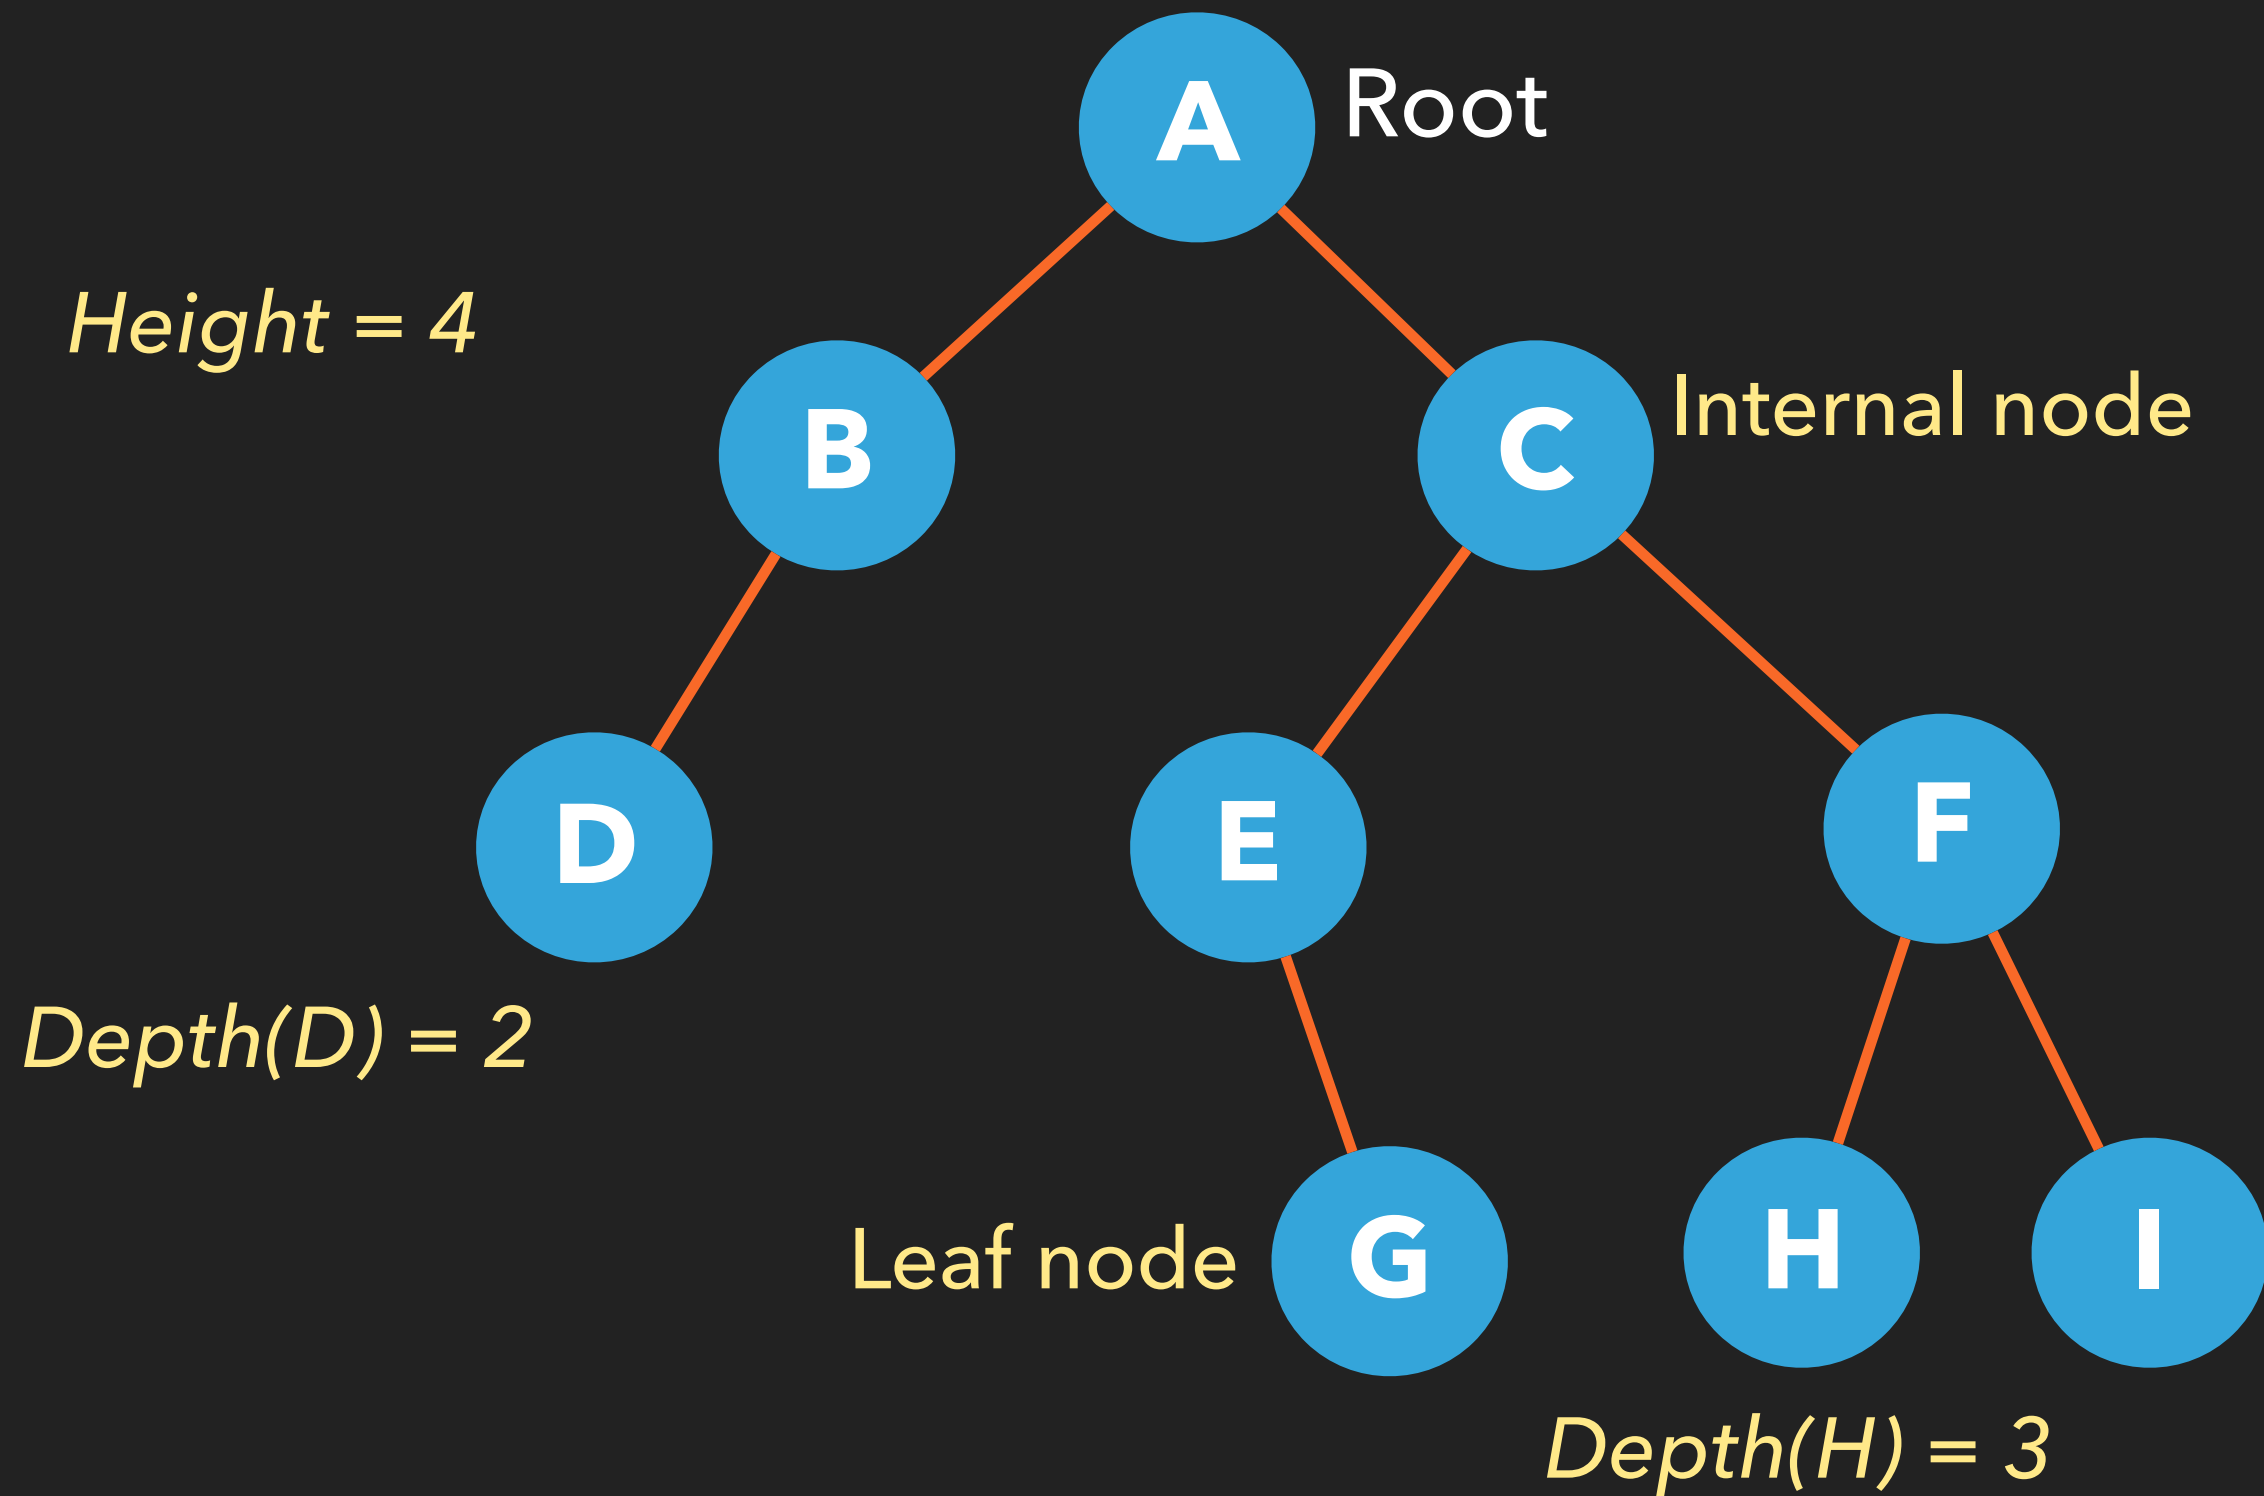 A
Root
Height = 4
B
C
Internal node
D
E
F
Depth(D) = 2
Leaf node
G
H
I
Depth(H) = 3